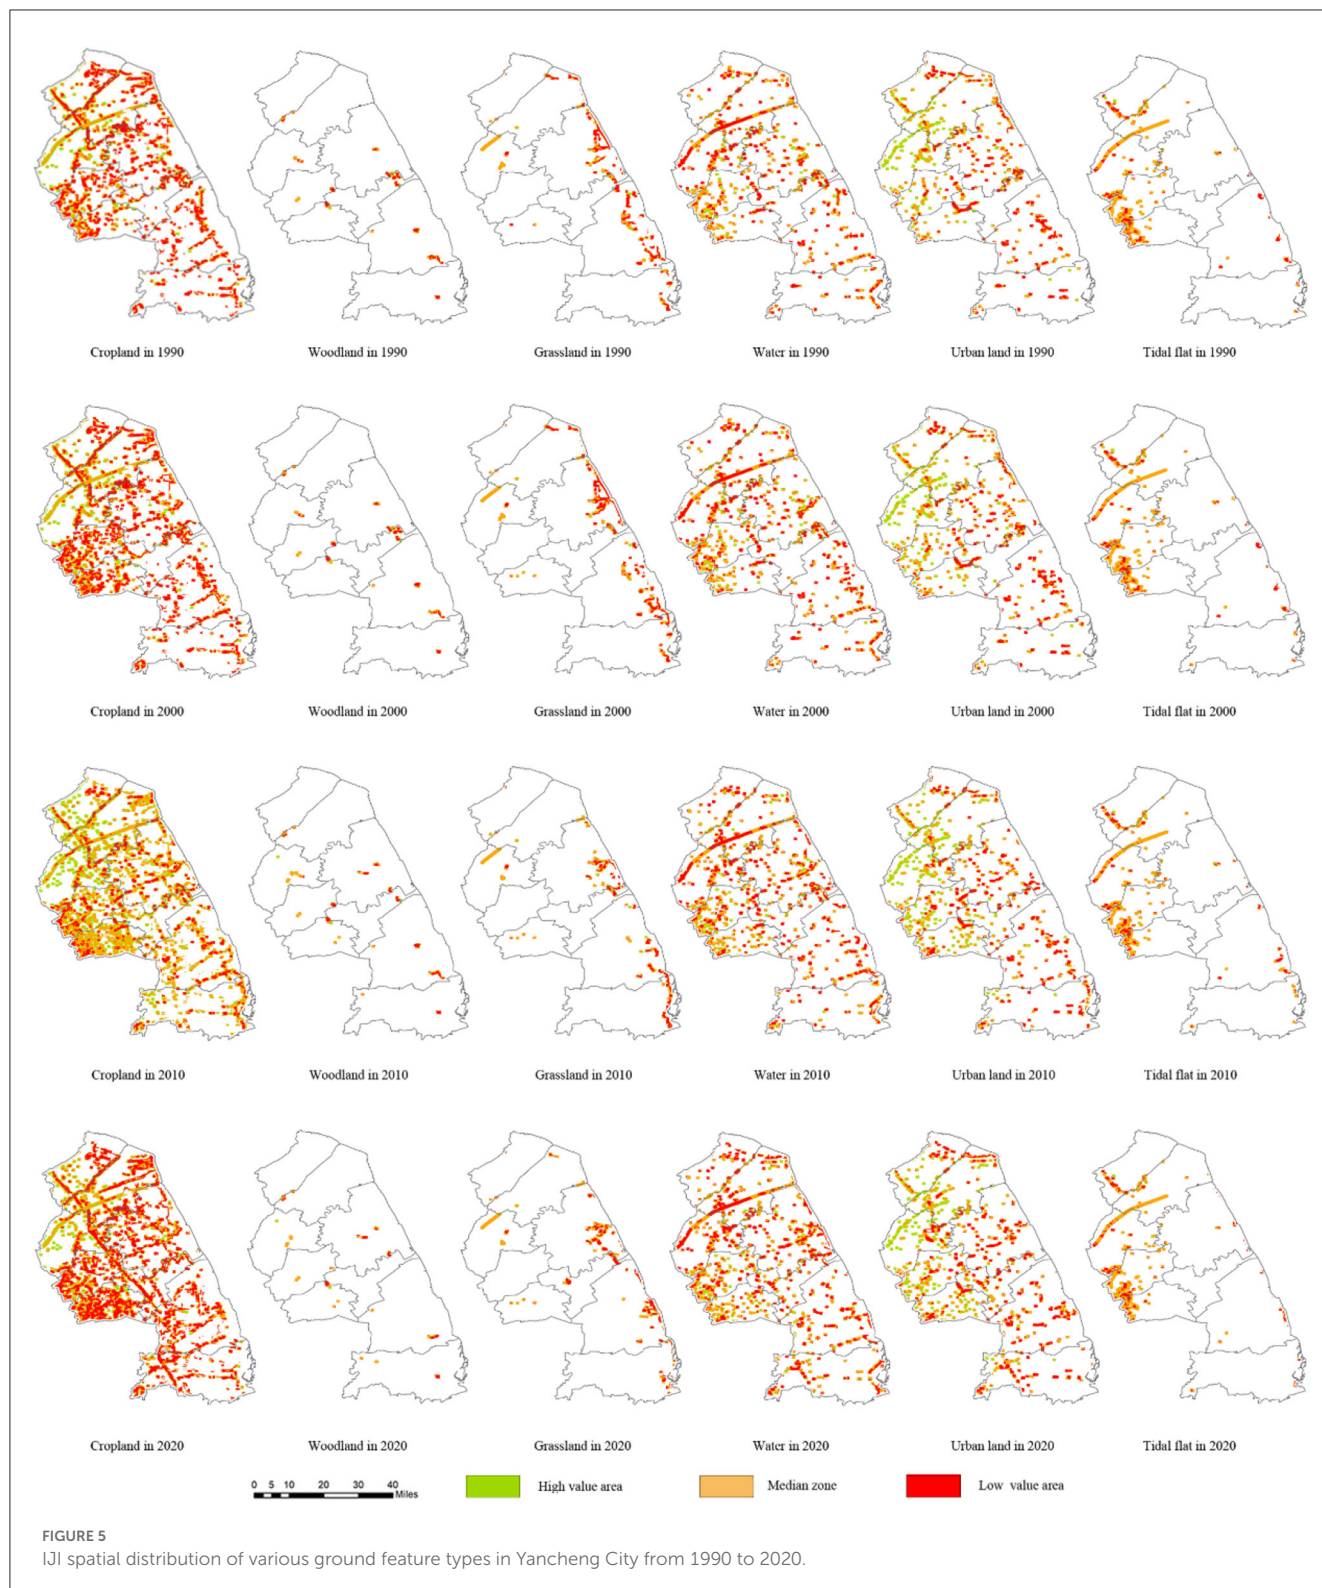 Cropland in 1990 Woodland in 1990 Grassland in 1990 Water in 1990 Urban land in 1990 Tidal flat in 1990
Cropland in 2000 Woodland in 2000 Grassland in 2000 Water in 2000 Urban land in 2000 Tidal flat in 2000
Cropland in 2010 Woodland in 2010 Grassland in 2010 Water in 2010 Urban land in 2010 Tidal flat in 2010
Cropland in 2020 Woodland in 2020 Grassland in 2020 Water in 2020 Urban land in 2020 Tidal flat in 2020
0 5 10 20 30 40
Miles
High value area Median zone Low value area
FIGURE 5
IJI spatial distribution of various ground feature types in Yancheng City from 1990 to 2020.